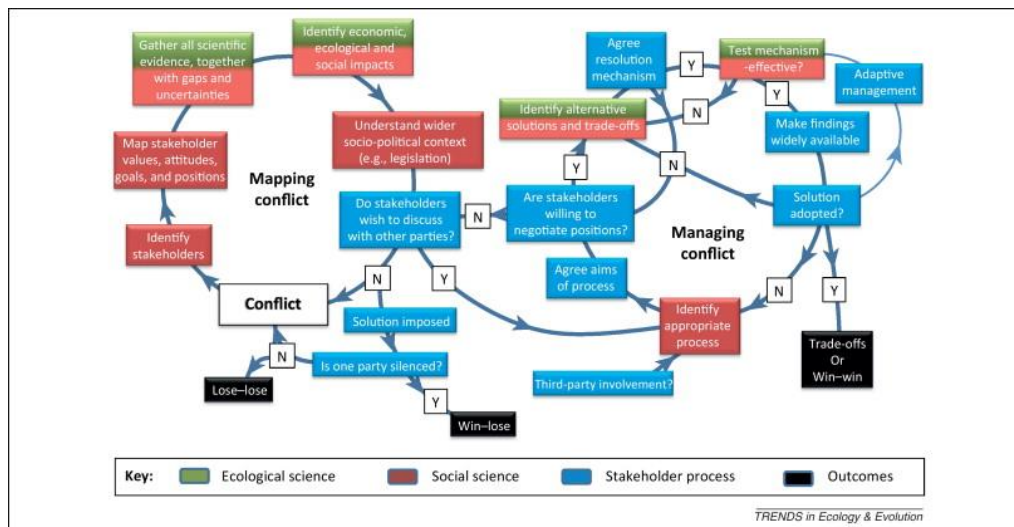 Gather all scientific
evidence, together
with gaps and
uncertainties
Identify economic,
ecological and
social impacts
Map stakeholder
values, attitudes,
goals, and positions
Understand wider
socio-political context
(e.g., legislation)
Mapping
conflict
Identify
stakeholders
Do stakeholders
wish to discuss
with other parties?
N
Conflict
N
Y
Solution imposed
Is one party silenced?
N
Lose–lose
Y
Win–lose
Agree
resolution
mechanism
Y
Test mechanism
-effective?
Adaptive
management
Identify alternative
solutions and trade-offs
N
Y
Make findings
widely available
Y
N
Are stakeholders
willing to
negotiate positions?
Solution
adopted?
Managing
conflict
Agree aims
of process
Identify
appropriate
process
N
Y
Third-party involvement?
Trade-offs
Or
Win–win
Key: Ecological science Social science Stakeholder process Outcomes
TRENDS in Ecology & Evolution